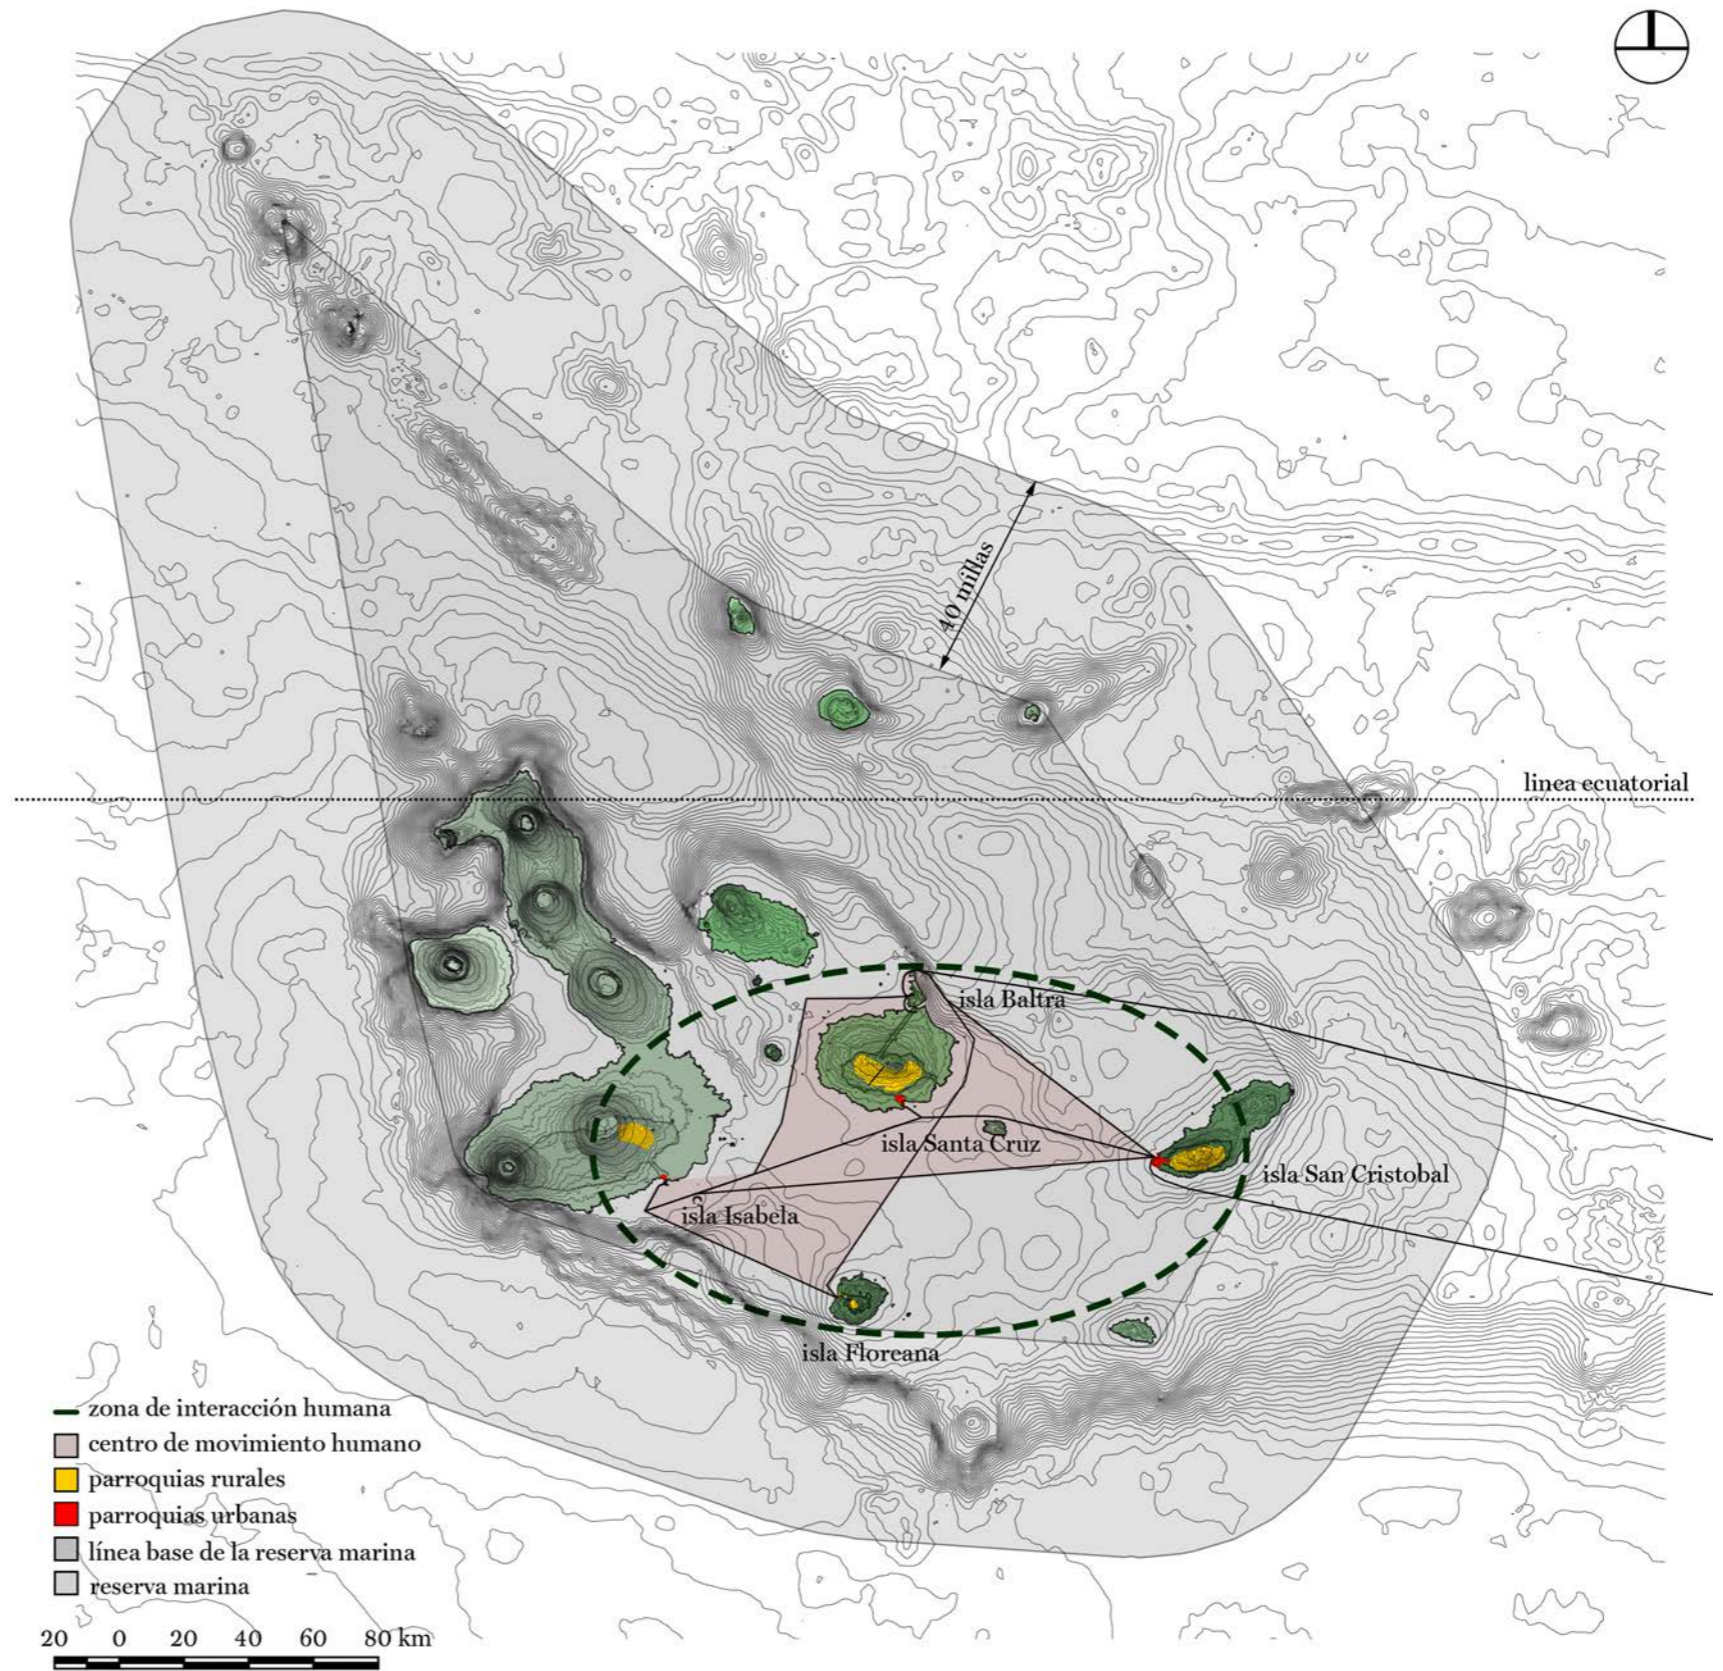 40 millas
linea ecuatorial
isla Baltra
isla Santa Cruz
isla San Cristobal
isla Isabela
isla Floreana
zona de interacción humana
centro de movimiento humano
parroquias rurales
parroquias urbanas
línea base de la reserva marina
reserva marina
20 0 20 40 60 80 km